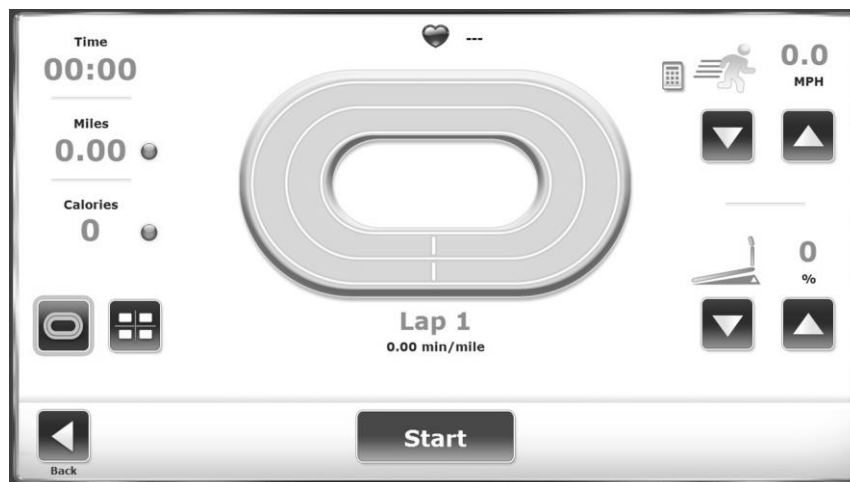 Time
00:00
Miles
0.00
Calories
0
---
Lap 1
0.00 min/mile
0.0
MPH
0
%
Back
Start